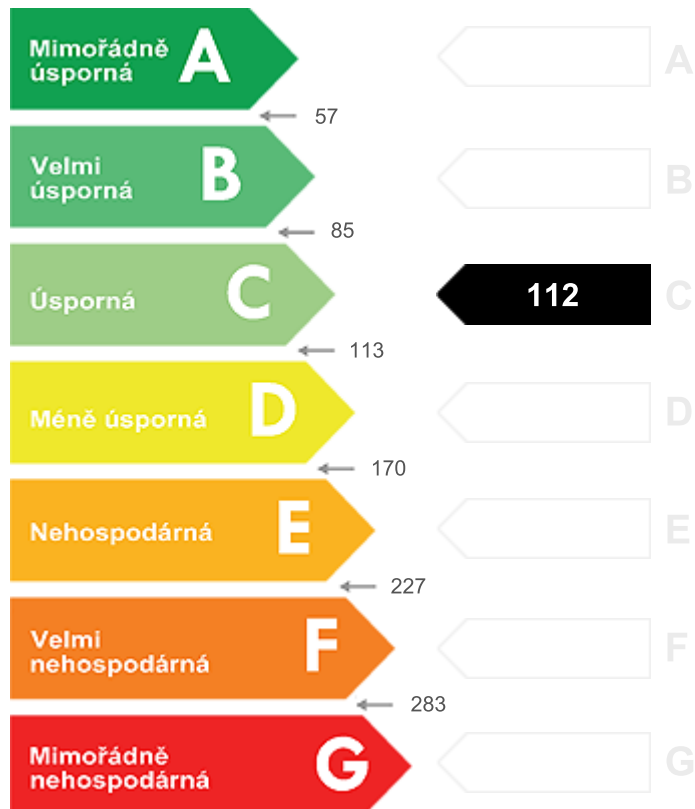 Mimořádně
úsporná
A
A
57
Velmi
úsporná
B
B
85
Úsporná
C
112
C
113
Méně úsporná
D
D
170
Nehospodárná
E
E
227
Velmi
nehospodárná
F
F
283
Mimořádně
nehospodárná
G
G